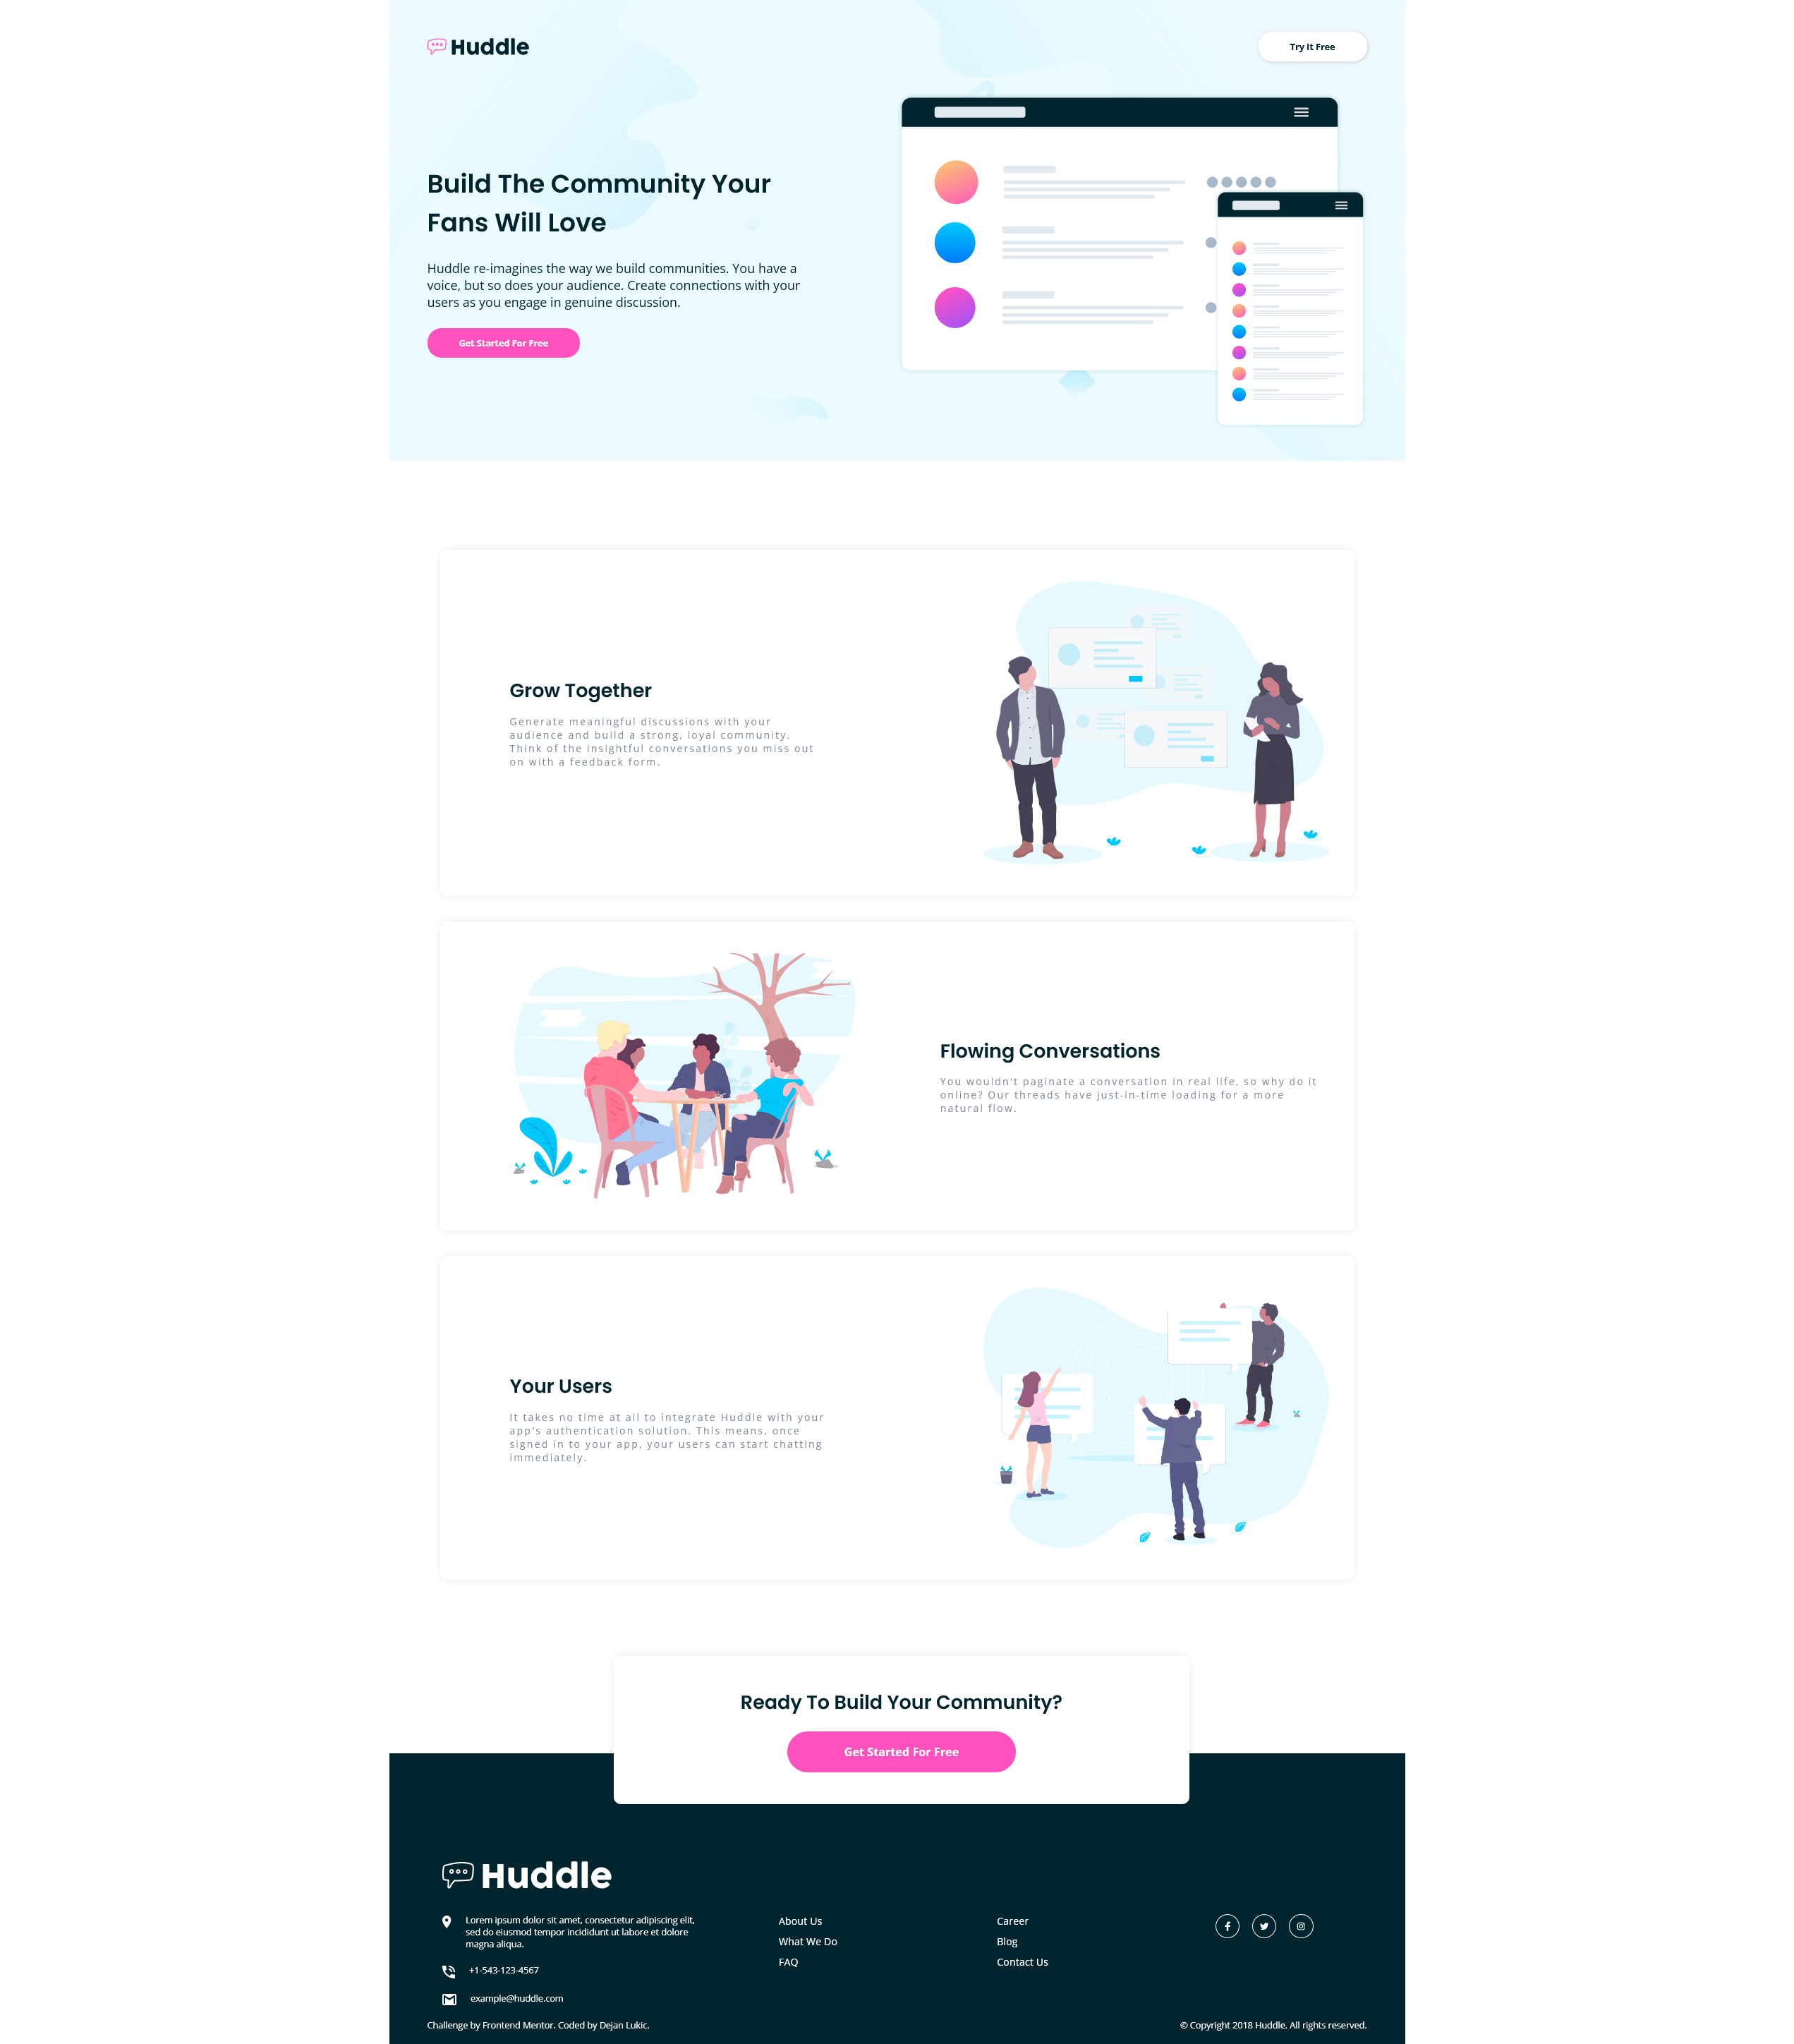 Huddle
Try It Free
Build The Community Your
Fans Will Love
Huddle re-imagines the way we build communities. You have a
voice, but so does your audience. Create connections with your
users as you engage in genuine discussion.
Get Started For Free
Grow Together
Generate meaningful discussions with your
audience and build a strong, loyal community.
Think of the insightful conversations you miss out
on with a feedback form.
Flowing Conversations
You wouldn't paginate a conversation in real life, so why do it
online? Our threads have just-in-time loading for a more
natural flow.
Your Users
It takes no time at all to integrate Huddle with your
app's authentication solution. This means, once
signed in to your app, your users can start chatting
immediately.
Ready To Build Your Community?
Get Started For Free
Huddle
Lorem ipsum dolor sit amet, consectetur adipiscing elit,
sed do eiusmod tempor incididunt ut labore et dolore
magna aliqua.
+1-543-123-4567
example@huddle.com
About Us
What We Do
FAQ
Career
Blog
Contact Us
Challenge by Frontend Mentor. Coded by Dejan Lukic.
© Copyright 2018 Huddle. All rights reserved.